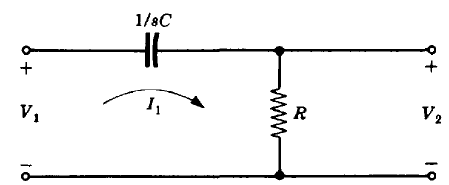 1/sC
+ +
V₁ I₁ R V₂
− −